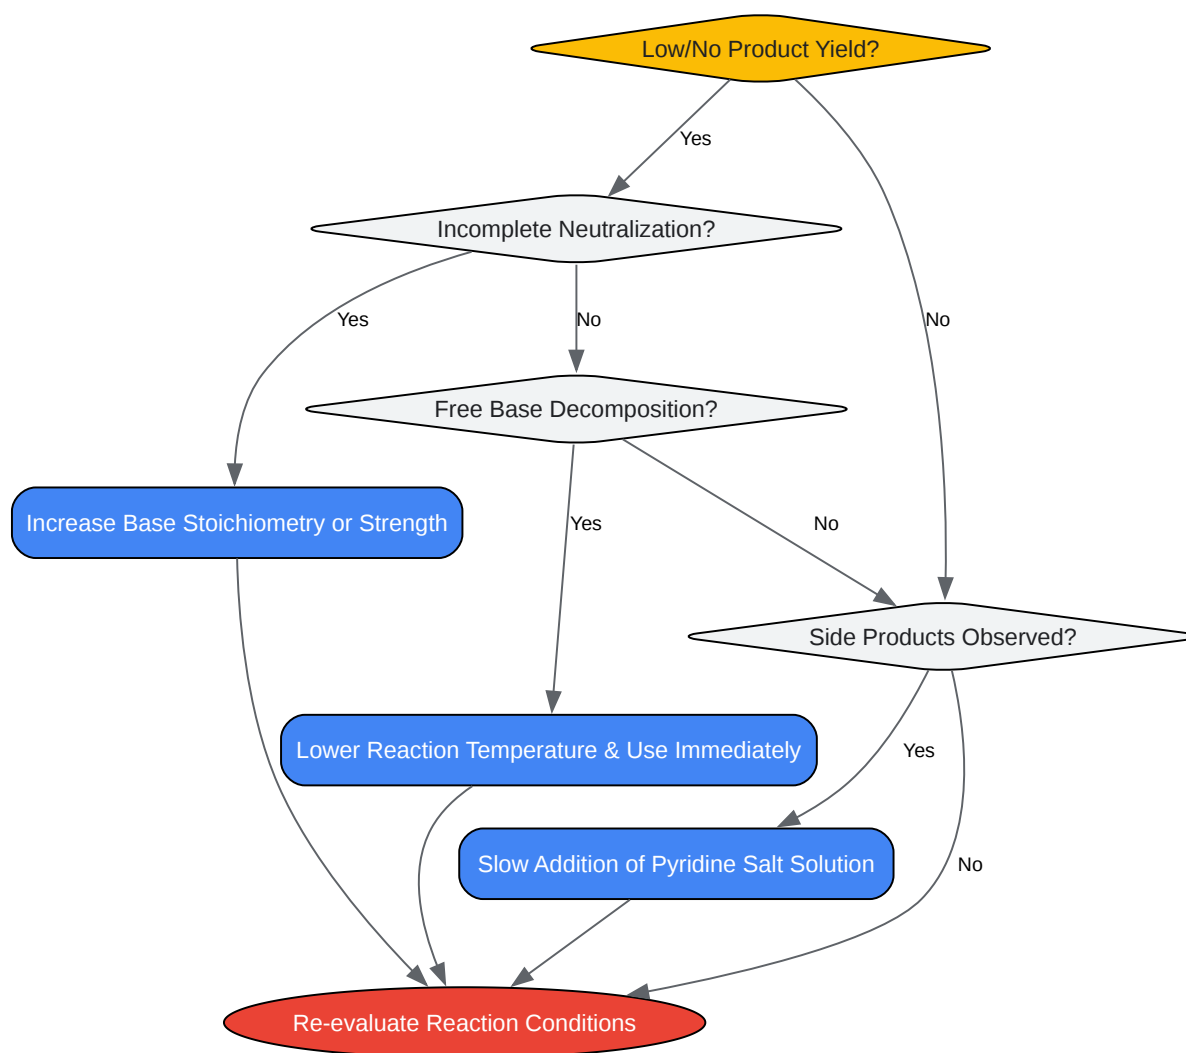 Low/No Product Yield?
Yes
Incomplete Neutralization?
Yes
No
No
Free Base Decomposition?
Increase Base Stoichiometry or Strength
Yes
No
Side Products Observed?
Lower Reaction Temperature & Use Immediately
Yes
Slow Addition of Pyridine Salt Solution
No
Re-evaluate Reaction Conditions